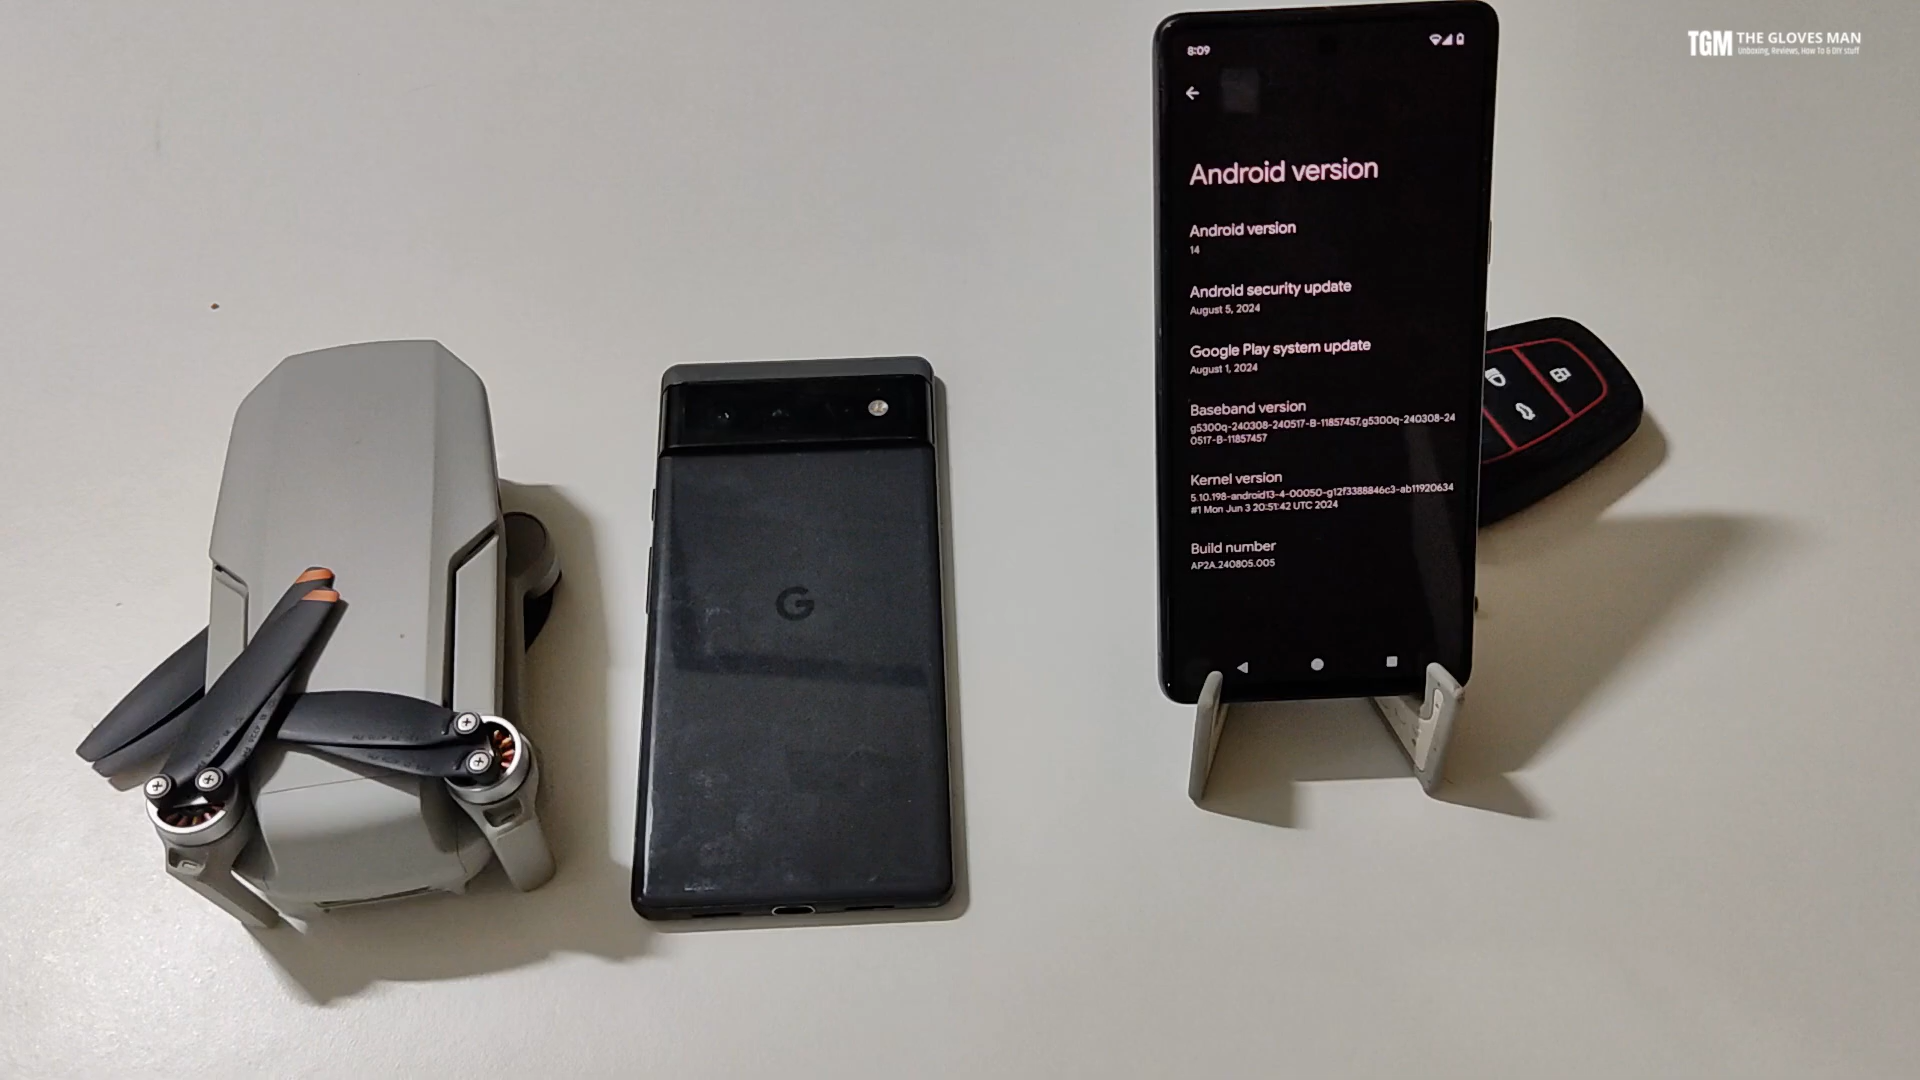 TGM THE GLOVES MAN
Unboxing, Reviews, How To & DIY stuff
8:09
Android version
Android version
14
Android security update
August 5, 2024
Google Play system update
August 1, 2024
Baseband version
g5300q-240308-240517-B-11857457,g5300q-240308-24
0517-B-11857457
Kernel version
5.10.198-android13-4-00050-g12f3388846c3-ab11920634
#1 Mon Jun 3 20:51:42 UTC 2024
Build number
AP2A.240805.005
G